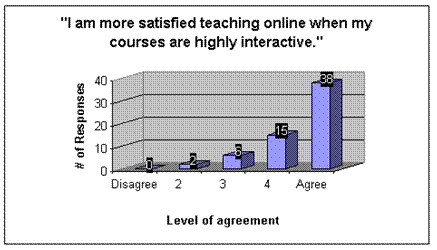 "I am more satisfied teaching online when my
courses are highly interactive."
# of Responses
40
30
20
10
0
0
2
6
15
38
Disagree 2 3 4 Agree
Level of agreement